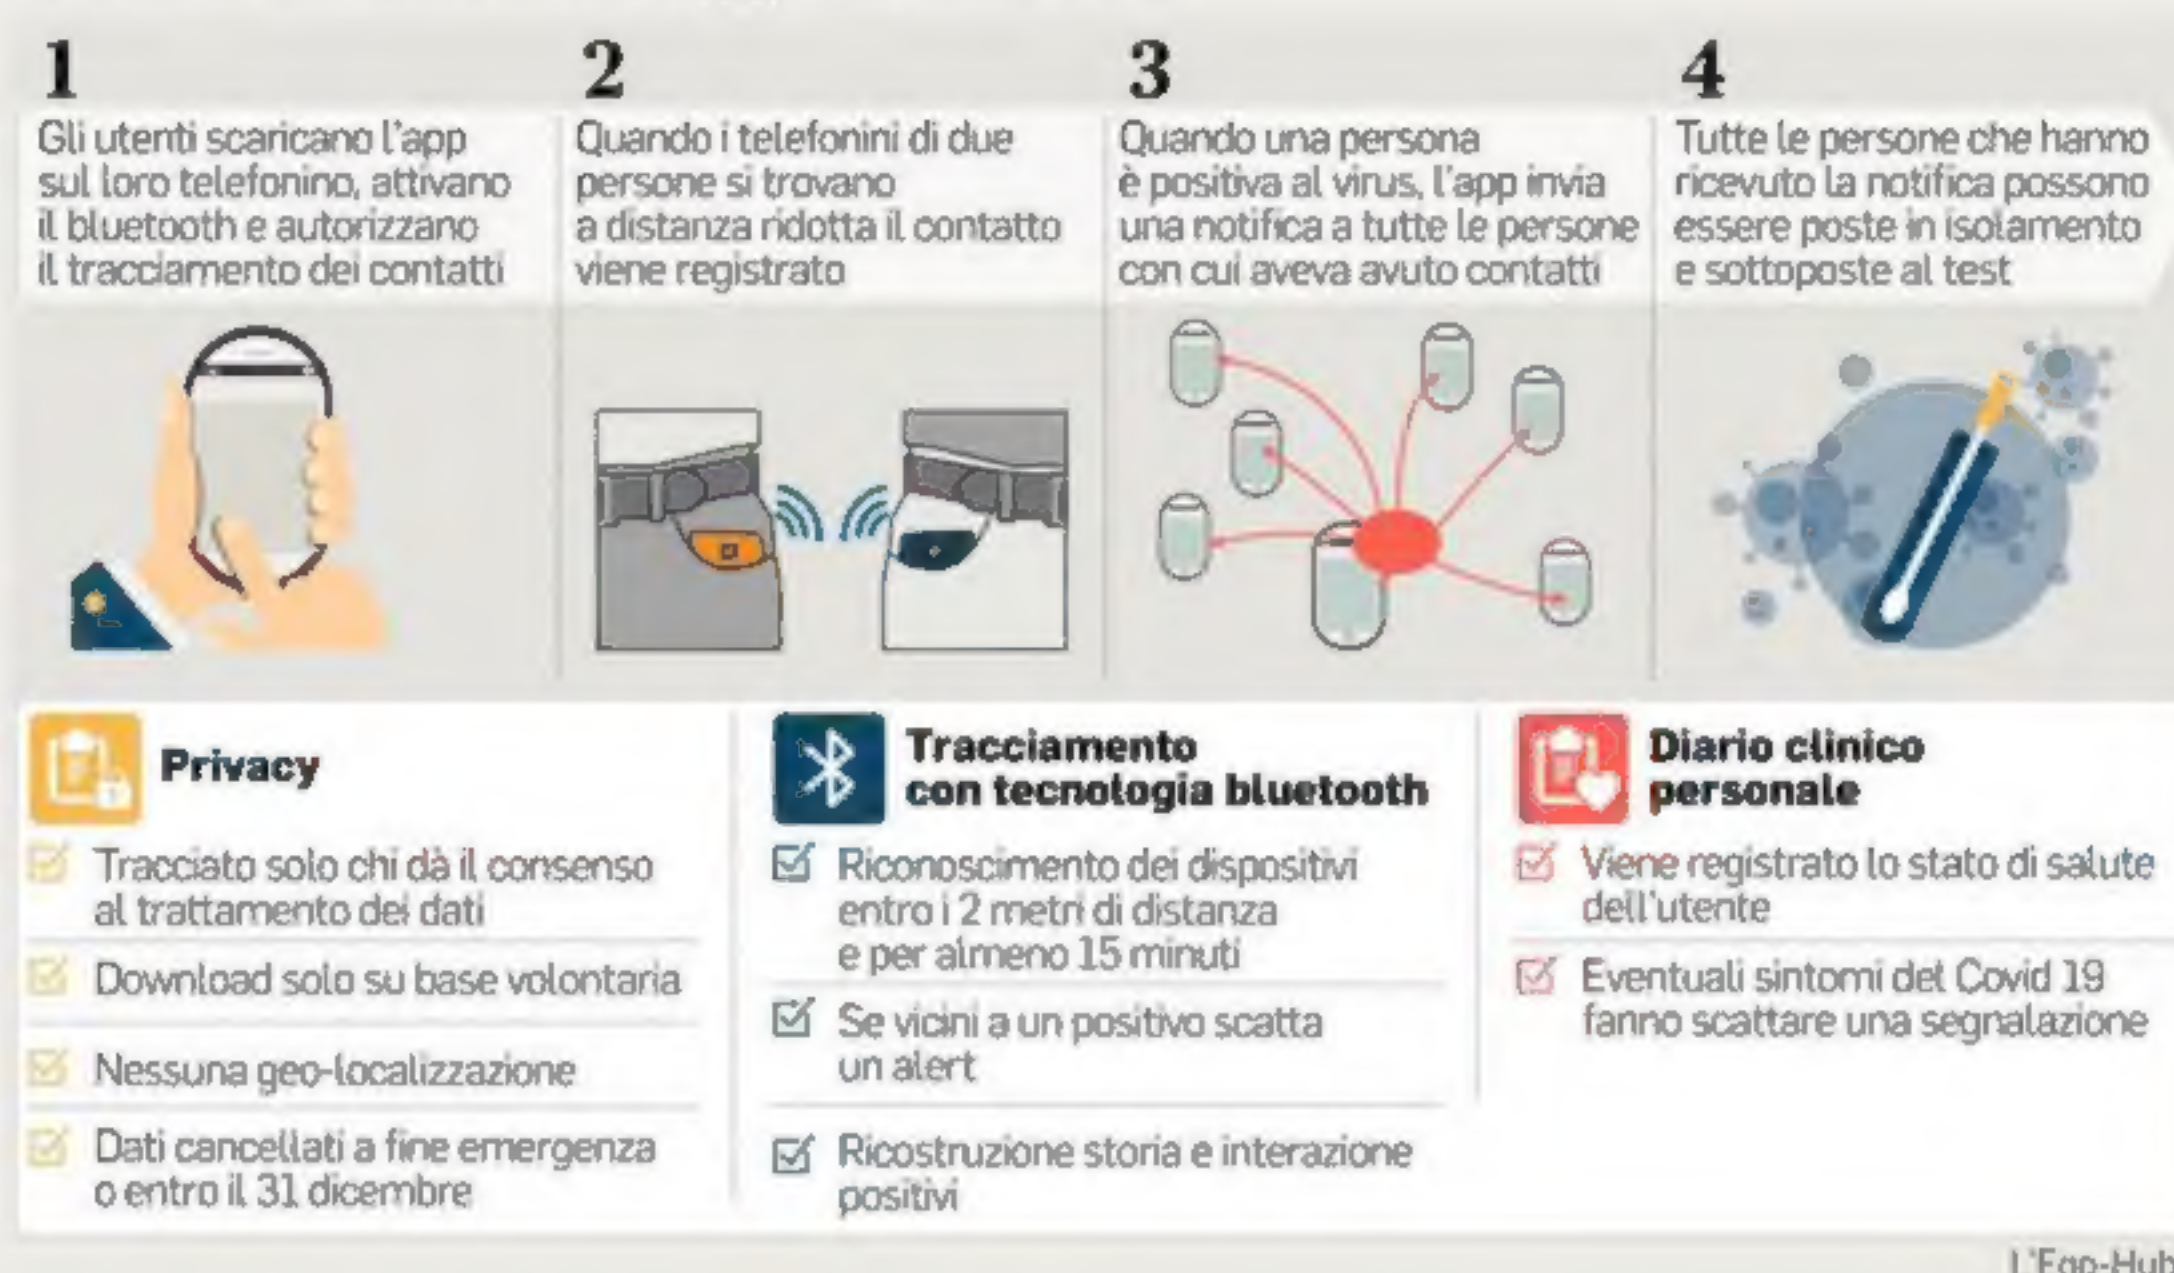 1
Gli utenti scaricano l'app
sul loro telefonino, attivano
il bluetooth e autorizzano
il tracciamento dei contatti
2
Quando i telefonini di due
persone si trovano
a distanza ridotta il contatto
viene registrato
3
Quando una persona
è positiva al virus, l'app invia
una notifica a tutte le persone
con cui aveva avuto contatti
4
Tutte le persone che hanno
ricevuto la notifica possono
essere poste in isolamento
e sottoposte al test
Privacy
Tracciato solo chi dà il consenso
al trattamento dei dati
Download solo su base volontaria
Nessuna geo-localizzazione
Dati cancellati a fine emergenza
o entro il 31 dicembre
Tracciamento
con tecnologia bluetooth
Riconoscimento dei dispositivi
entro i 2 metri di distanza
e per almeno 15 minuti
Se vicini a un positivo scatta
un alert
Ricostruzione storia e interazione
positivi
Diario clinico
personale
Viene registrato lo stato di salute
dell'utente
Eventuali sintomi del Covid 19
fanno scattare una segnalazione
L'Ego-Hub